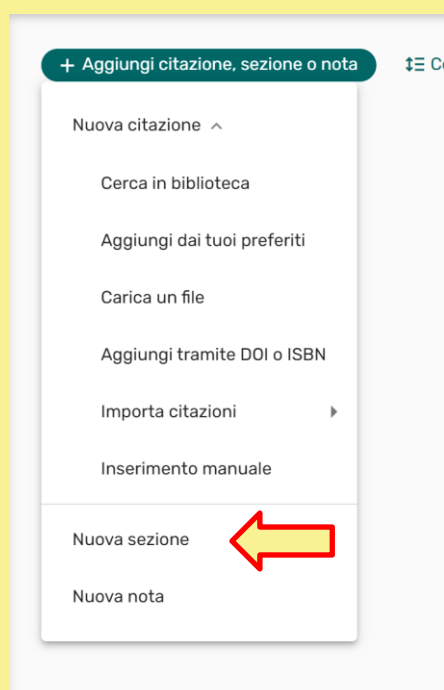 + Aggiungi citazione, sezione o nota
Nuova citazione
Cerca in biblioteca
Aggiungi dai tuoi preferiti
Carica un file
Aggiungi tramite DOI o ISBN
Importa citazioni
Inserimento manuale
Nuova sezione
Nuova nota